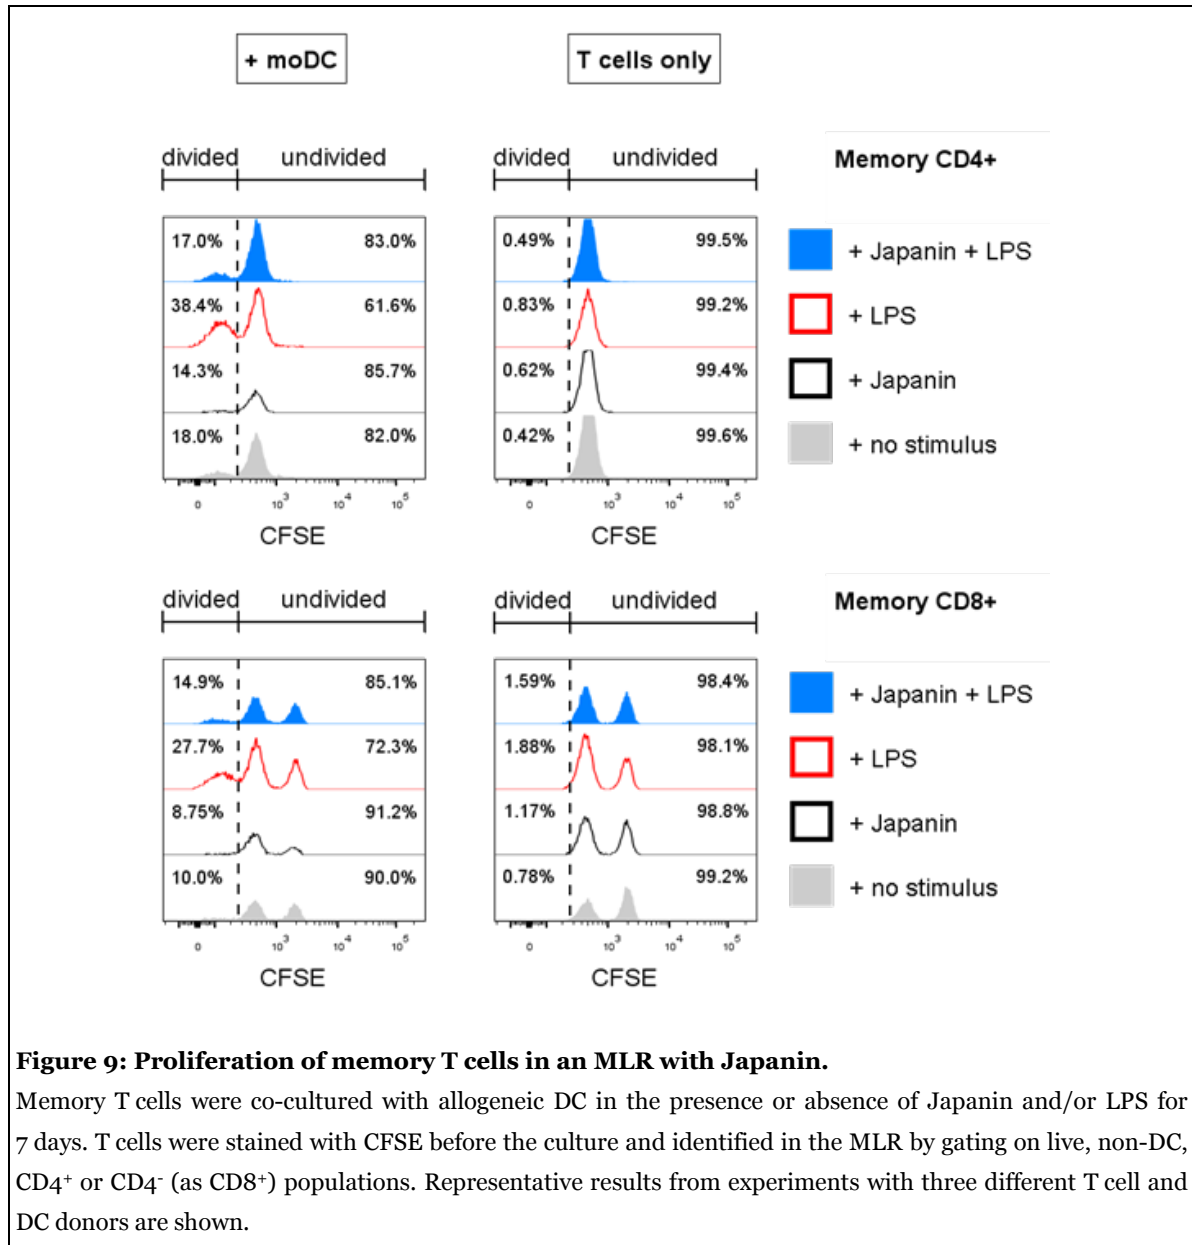 + moDC
T cells only
divided undivided
divided undivided
Memory CD4+
17.0% 83.0%
38.4% 61.6%
14.3% 85.7%
18.0% 82.0%
0 10³ 10⁴ 10⁵
CFSE
0.49% 99.5%
0.83% 99.2%
0.62% 99.4%
0.42% 99.6%
0 10³ 10⁴ 10⁵
CFSE
+ Japanin + LPS
+ LPS
+ Japanin
+ no stimulus
divided undivided
divided undivided
Memory CD8+
14.9% 85.1%
27.7% 72.3%
8.75% 91.2%
10.0% 90.0%
0 10³ 10⁴ 10⁵
CFSE
1.59% 98.4%
1.88% 98.1%
1.17% 98.8%
0.78% 99.2%
0 10³ 10⁴ 10⁵
CFSE
+ Japanin + LPS
+ LPS
+ Japanin
+ no stimulus
Figure 9: Proliferation of memory T cells in an MLR with Japanin.
Memory T cells were co-cultured with allogeneic DC in the presence or absence of Japanin and/or LPS for
7 days. T cells were stained with CFSE before the culture and identified in the MLR by gating on live, non-DC,
CD4⁺ or CD4⁻ (as CD8⁺) populations. Representative results from experiments with three different T cell and
DC donors are shown.